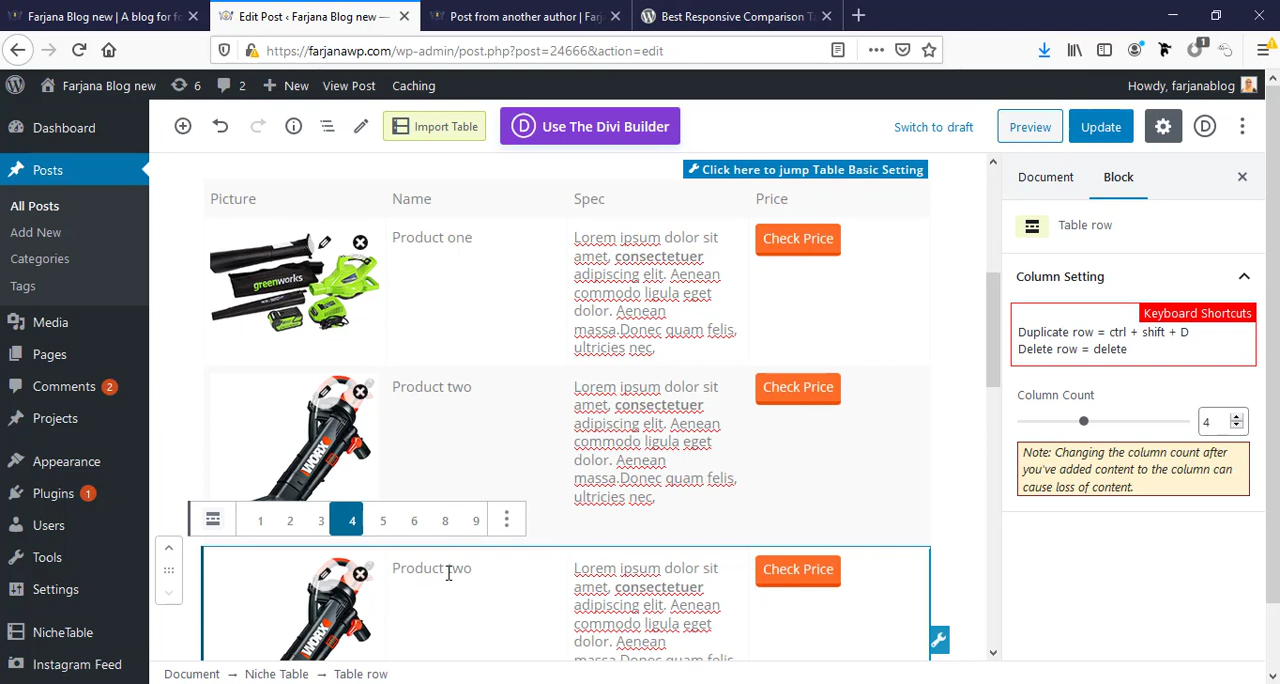 Farjana Blog new | A blog for fo
Edit Post ‹ Farjana Blog new —
Post from another author | Farj
Best Responsive Comparison T
https://farjanawp.com/wp-admin/post.php?post=24666&action=edit
1
Farjana Blog new
6
2
New
View Post
Caching
Howdy, farjanablog
Dashboard
Posts
All Posts
Add New
Categories
Tags
Media
Pages
Comments 2
Projects
Appearance
Plugins 1
Users
Tools
Settings
NicheTable
Instagram Feed
Import Table
D Use The Divi Builder
Switch to draft
Preview
Update
D
Click here to jump Table Basic Setting
Picture
Name
Spec
Price
greenworks
Product one
Lorem ipsum dolor sit
amet, consectetuer
adipiscing elit. Aenean
commodo ligula eget
dolor. Aenean
massa.Donec quam felis,
ultricies nec,
Check Price
WORX
Product two
Lorem ipsum dolor sit
amet, consectetuer
adipiscing elit. Aenean
commodo ligula eget
dolor. Aenean
massa.Donec quam felis,
ultricies nec,
Check Price
1 2 3 4 5 6 8 9
WORX
Product two
Lorem ipsum dolor sit
amet, consectetuer
adipiscing elit. Aenean
commodo ligula eget
dolor. Aenean
massa.Donec quam felis,
Check Price
Document → Niche Table → Table row
Document
Block
Table row
Column Setting
Keyboard Shortcuts
Duplicate row = ctrl + shift + D
Delete row = delete
Column Count
4
Note: Changing the column count after
you've added content to the column can
cause loss of content.